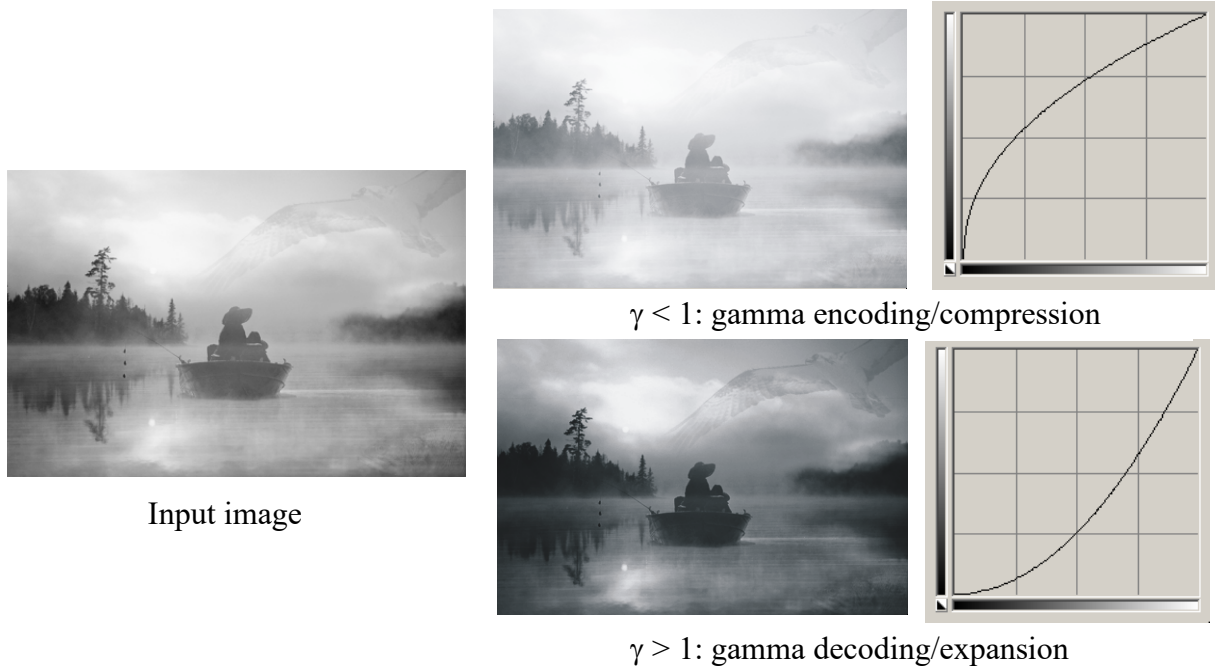 γ < 1: gamma encoding/compression
Input image
γ > 1: gamma decoding/expansion